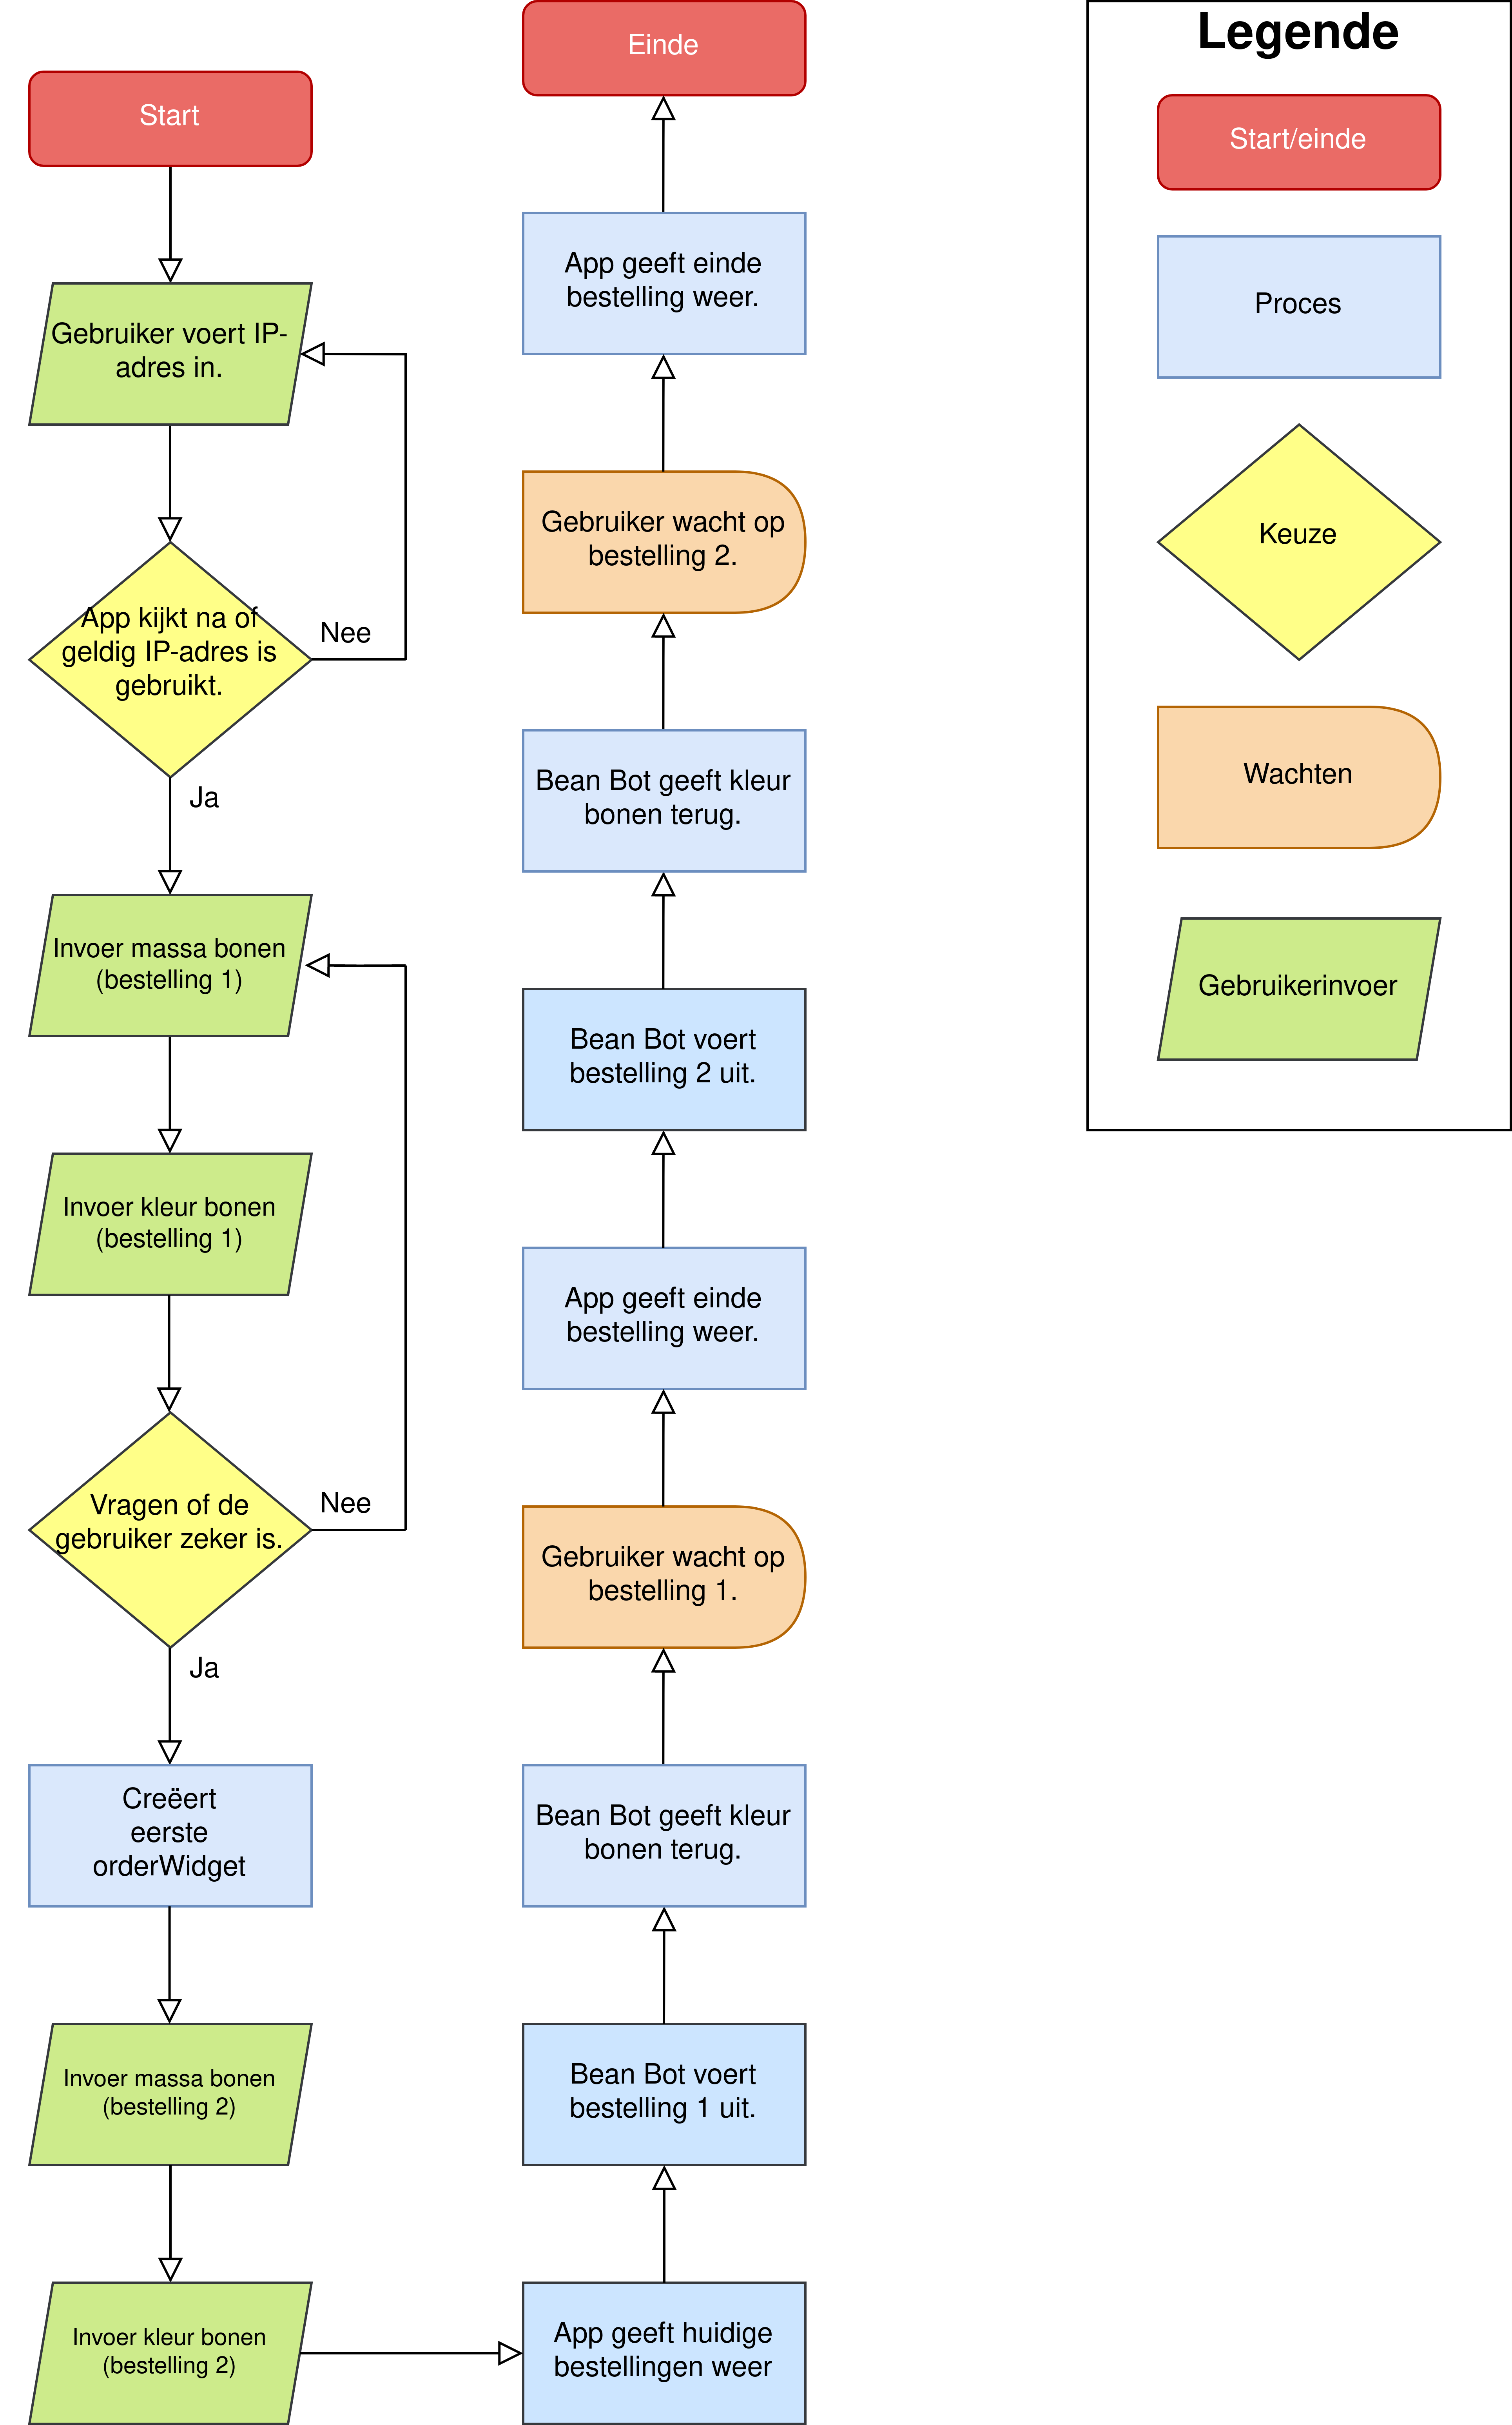 Start
Gebruiker voert IP-
adres in.
App kijkt na of
geldig IP-adres is
gebruikt.
Nee
Ja
Invoer massa bonen
(bestelling 1)
Invoer kleur bonen
(bestelling 1)
Vragen of de
gebruiker zeker is.
Nee
Ja
Creëert
eerste
orderWidget
Invoer massa bonen
(bestelling 2)
Invoer kleur bonen
(bestelling 2)
App geeft huidige
bestellingen weer
Bean Bot voert
bestelling 1 uit.
Bean Bot geeft kleur
bonen terug.
Gebruiker wacht op
bestelling 1.
App geeft einde
bestelling weer.
Bean Bot voert
bestelling 2 uit.
Bean Bot geeft kleur
bonen terug.
Gebruiker wacht op
bestelling 2.
App geeft einde
bestelling weer.
Einde
Legende
Start/einde
Proces
Keuze
Wachten
Gebruikerinvoer